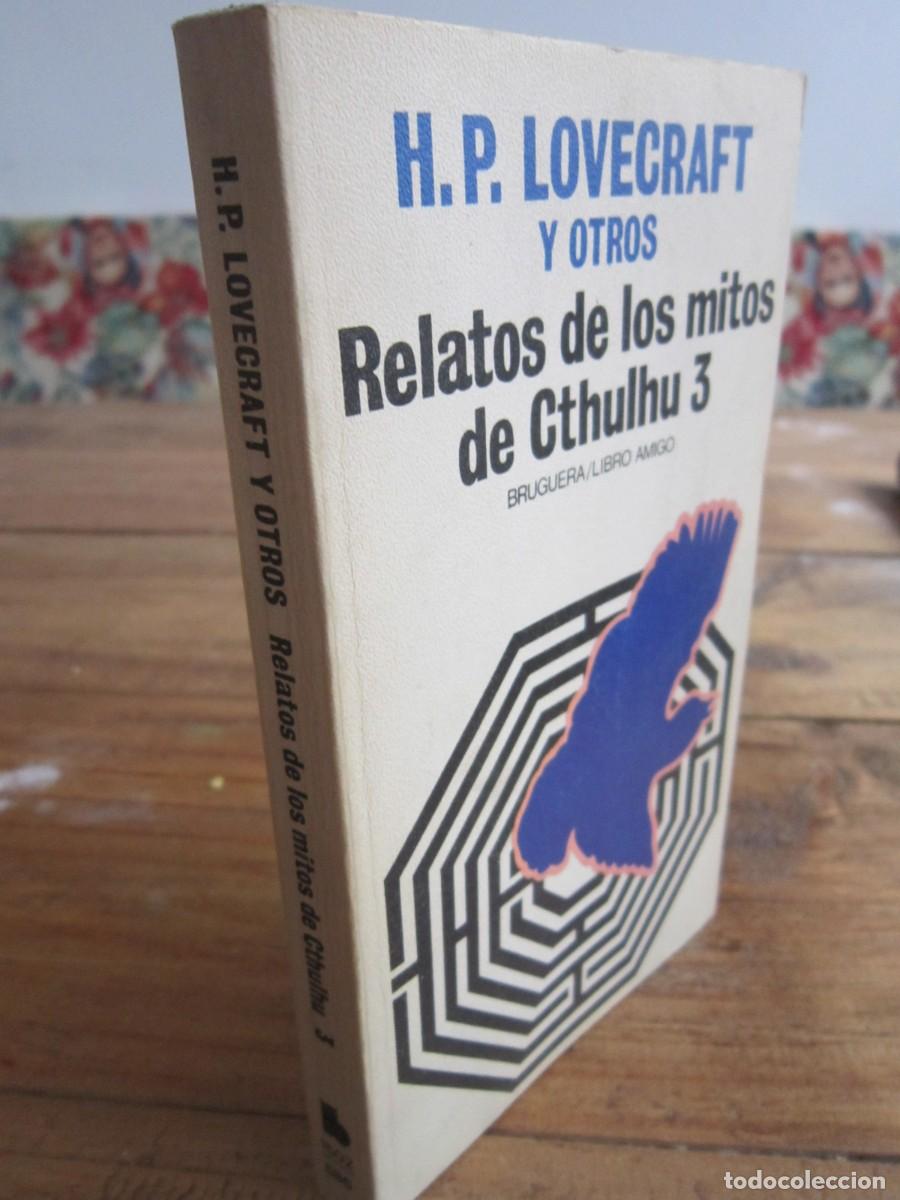 H. P. LOVECRAFT Y OTROS Relatos de los mitos de Cthulhu 3
H.P. LOVECRAFT
Y OTROS
Relatos de los mitos
de Cthulhu 3
BRUGUERA/LIBRO AMIGO
todocoleccion